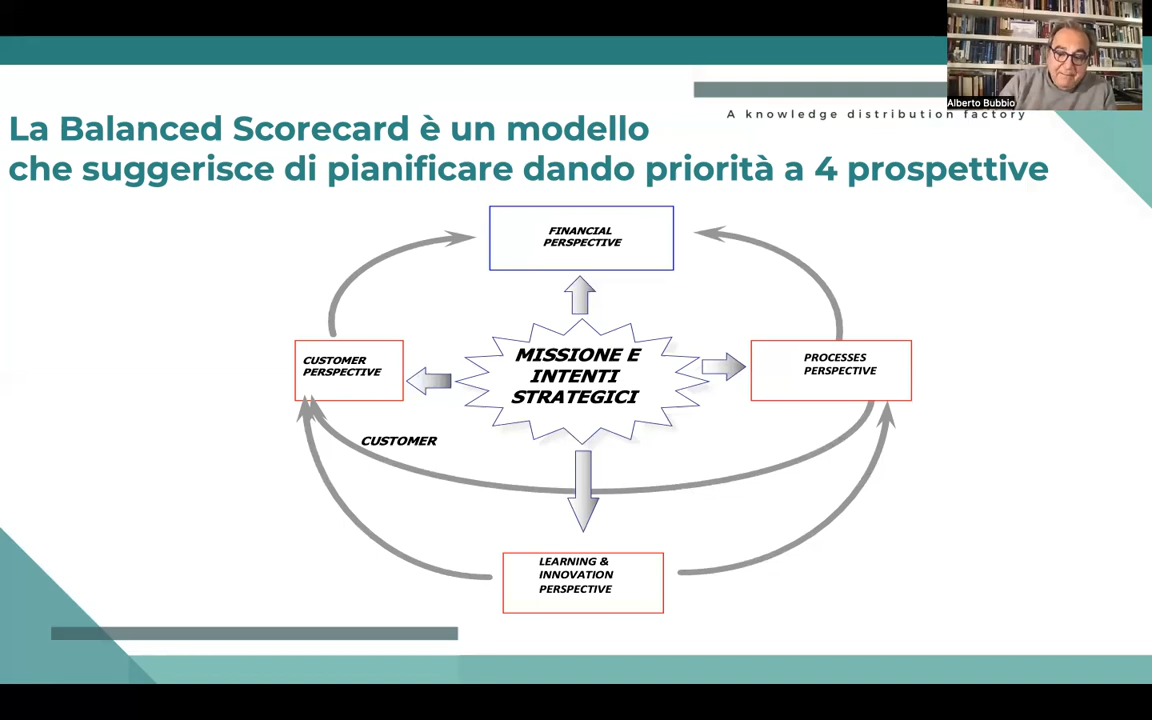 Alberto Bubbio
A knowledge distribution factory
La Balanced Scorecard è un modello
che suggerisce di pianificare dando priorità a 4 prospettive
FINANCIAL
PERSPECTIVE
CUSTOMER
PERSPECTIVE
MISSIONE E
INTENTI
STRATEGICI
PROCESSES
PERSPECTIVE
CUSTOMER
LEARNING &
INNOVATION
PERSPECTIVE